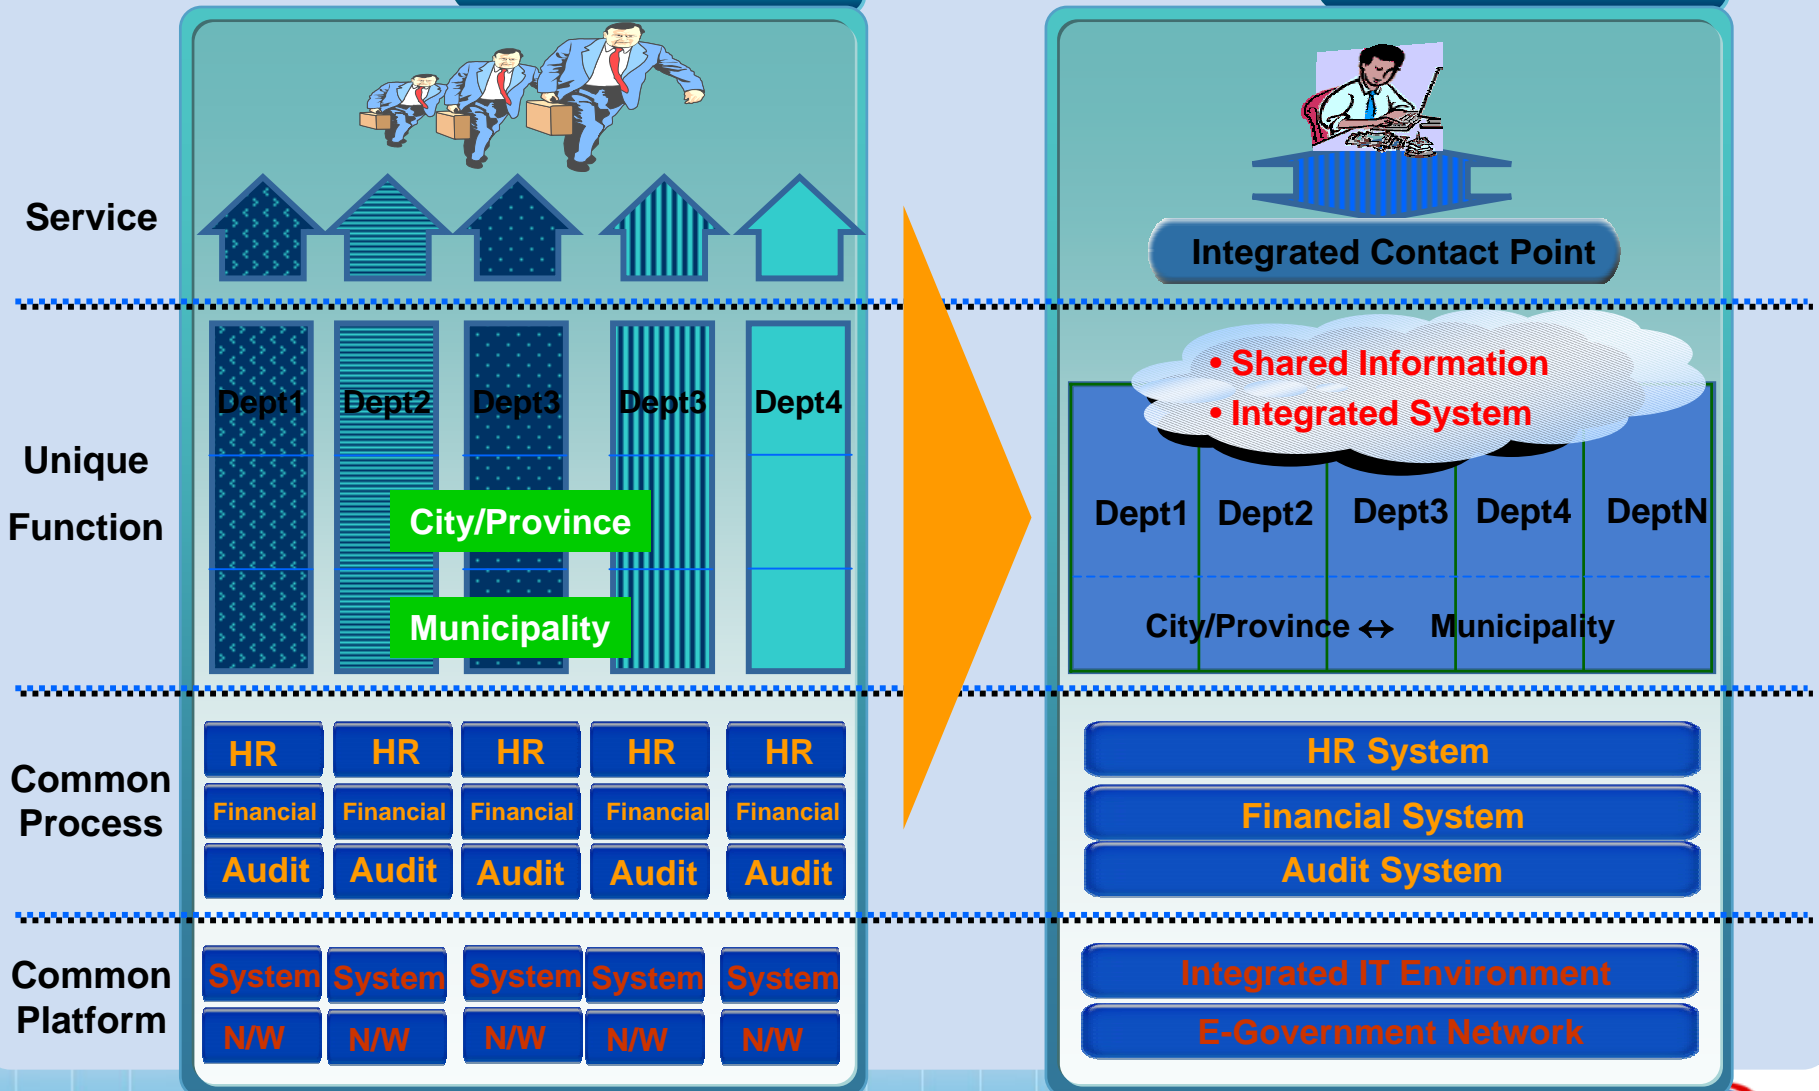 Service
Integrated Contact Point
Unique
Function
Dept1 Dept2 Dept3 Dept3 Dept4
City/Province
Municipality
• Shared Information
• Integrated System
Dept1 Dept2 Dept3 Dept4 DeptN
City/Province ↔ Municipality
Common
Process
HR HR HR HR HR
Financial Financial Financial Financial Financial
Audit Audit Audit Audit Audit
HR System
Financial System
Audit System
Common
Platform
System System System System System
N/W N/W N/W N/W N/W
Integrated IT Environment
E-Government Network